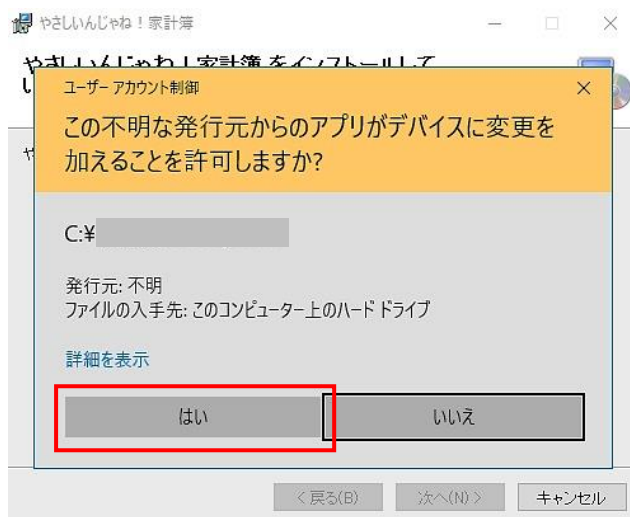 やさしいんじゃね！家計簿
ユーザー アカウント制御
この不明な発行元からのアプリがデバイスに変更を
加えることを許可しますか?
C:¥
発行元: 不明
ファイルの入手先: このコンピューター上のハード ドライブ
詳細を表示
はい
いいえ
< 戻る(B)
次へ(N) >
キャンセル